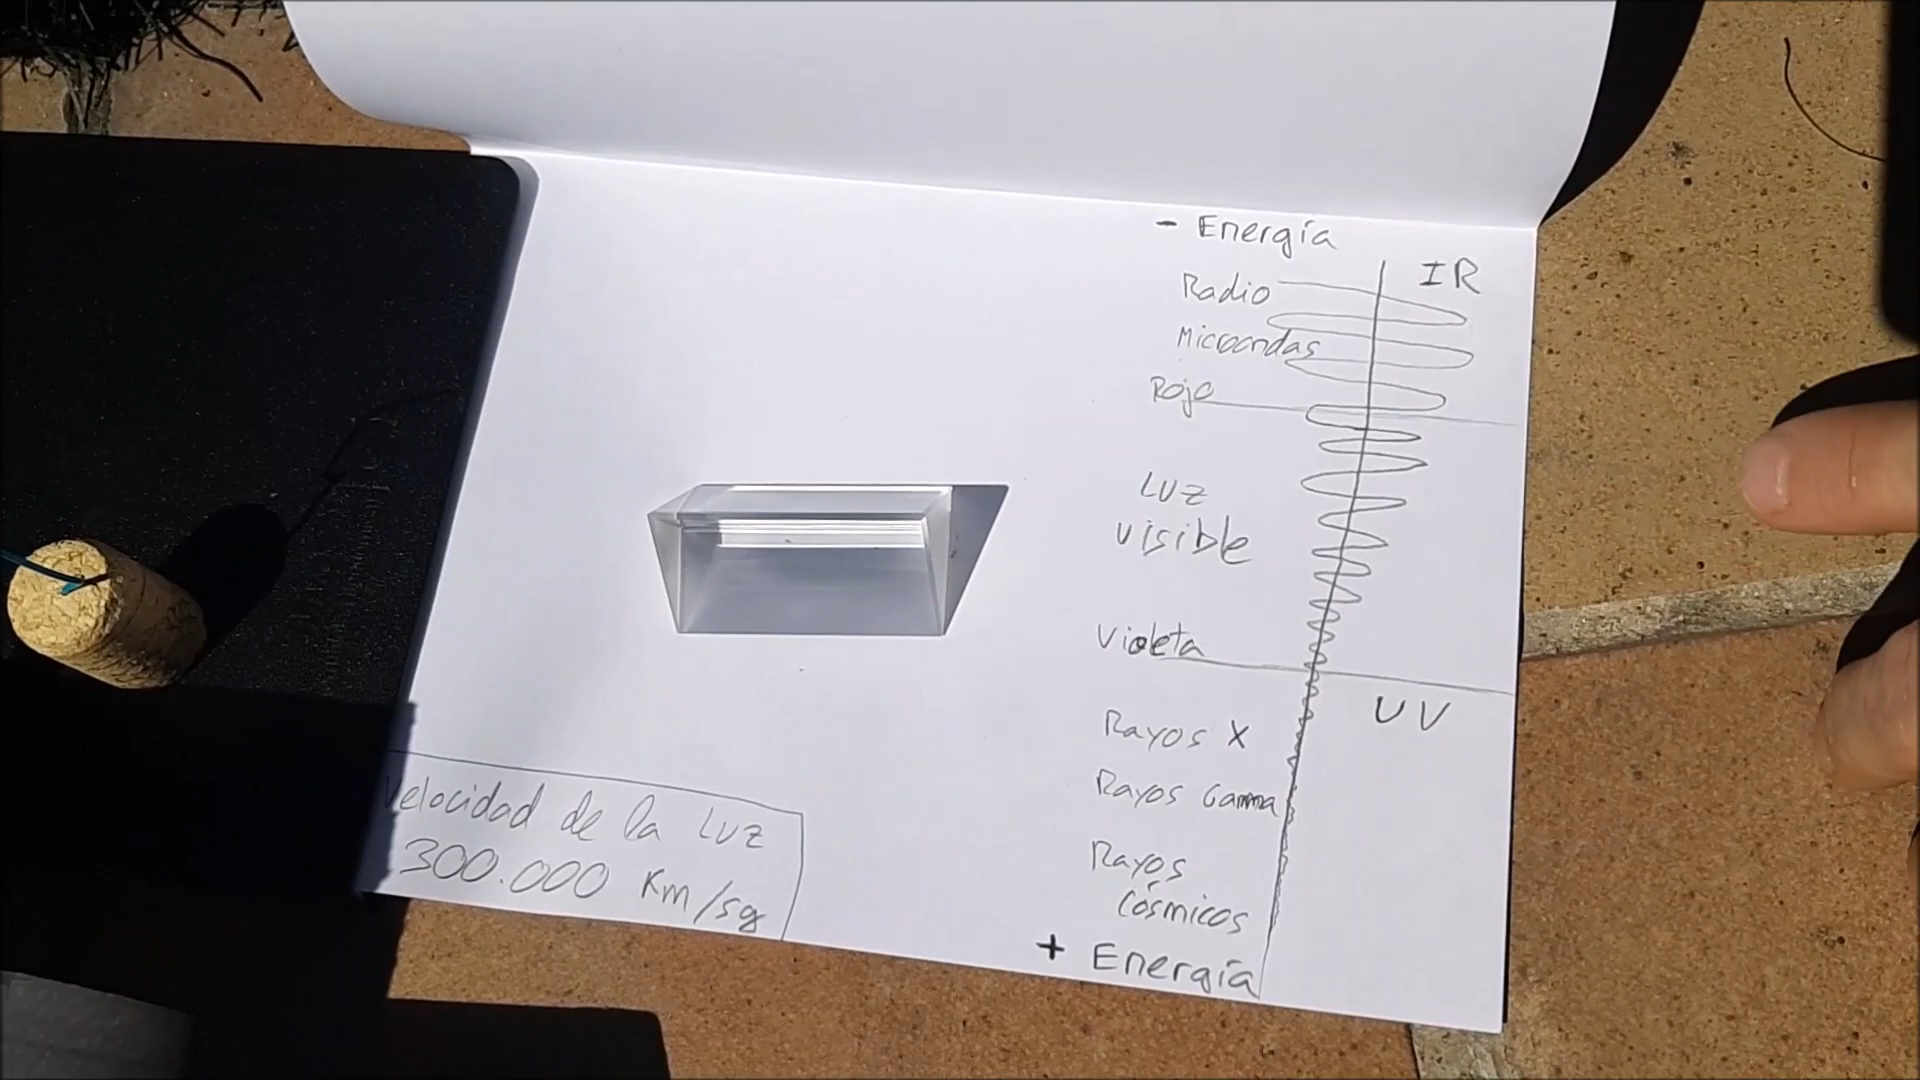 - Energía
IR
Radio
Microondas
Rojo
Luz
visible
Violeta
UV
Rayos X
Rayos Gamma
Rayos
Cósmicos
+ Energía
Velocidad de la Luz
300.000 Km/sg